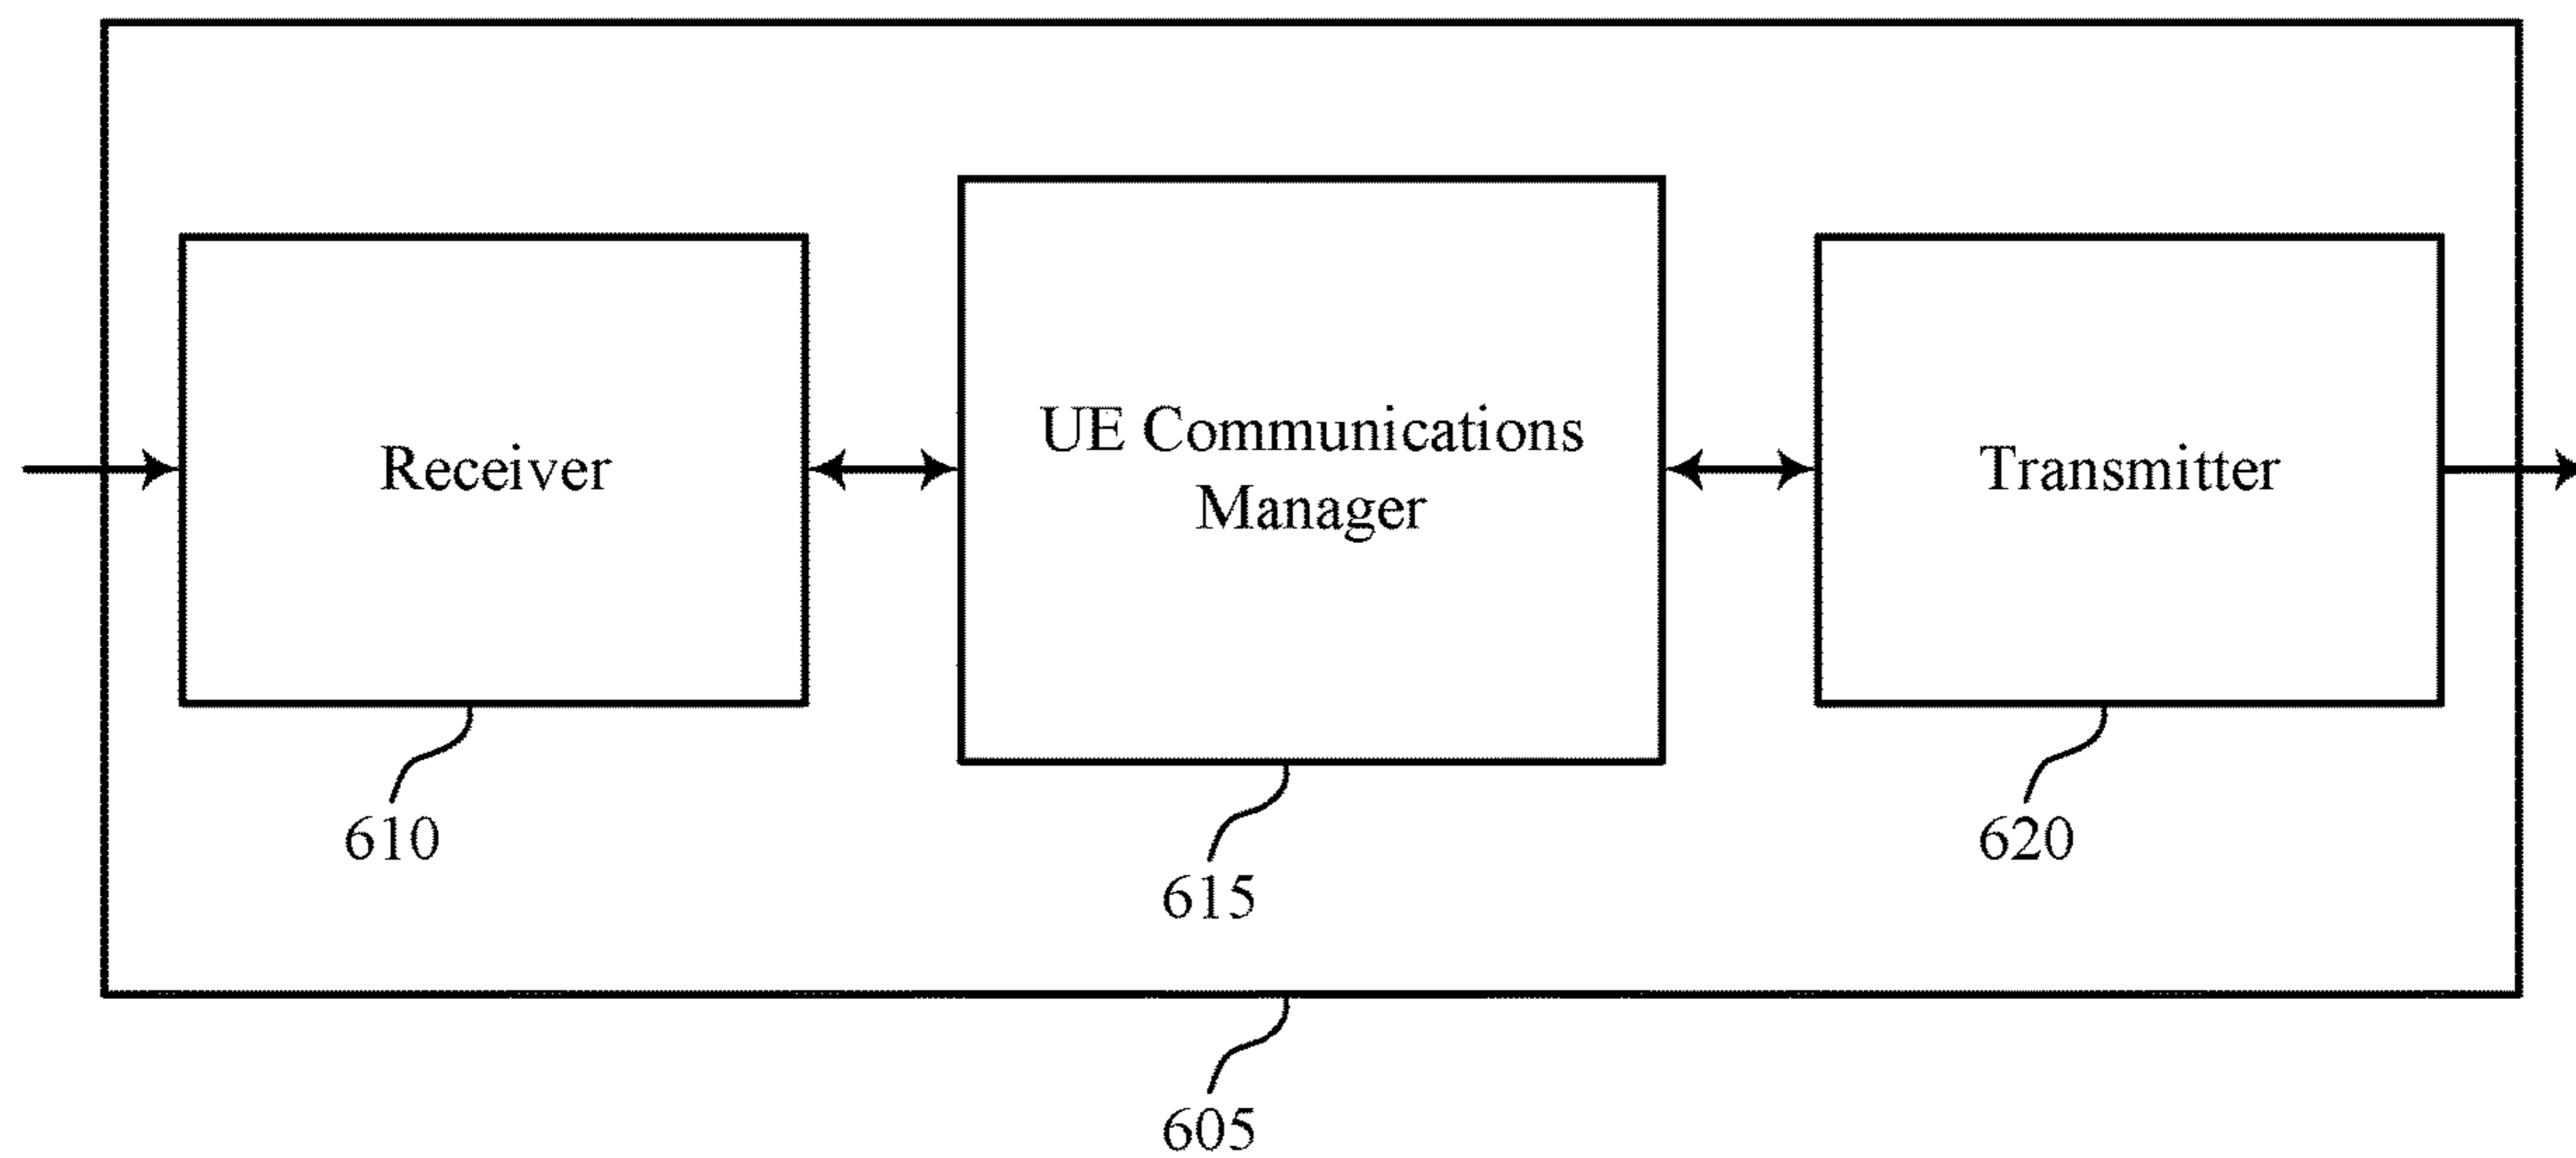 Receiver
UE Communications
Manager
Transmitter
610
615
620
605